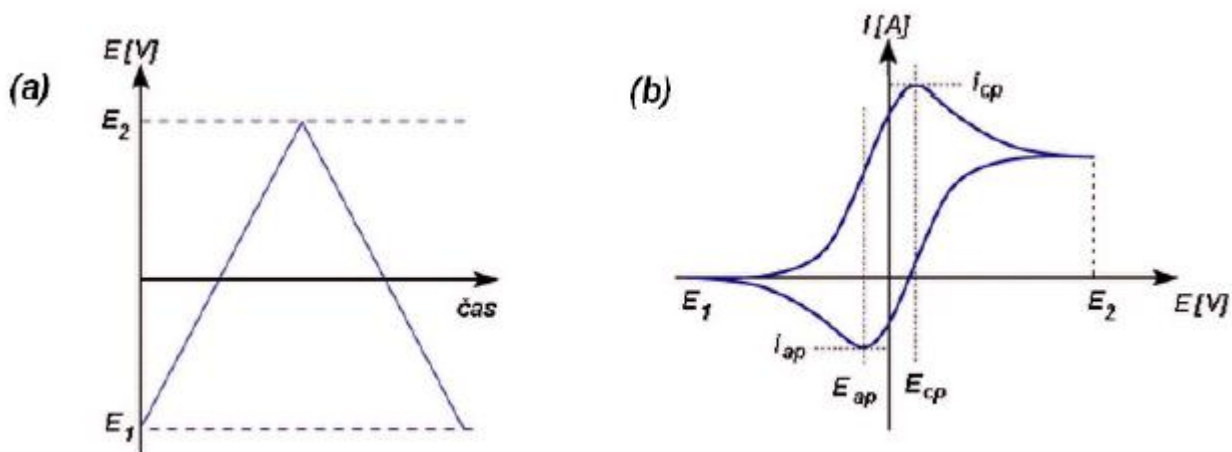 (a)
E [V]
E2
E1
čas
(b)
I [A]
icp
iap
E1
E2
E [V]
Eap
Ecp